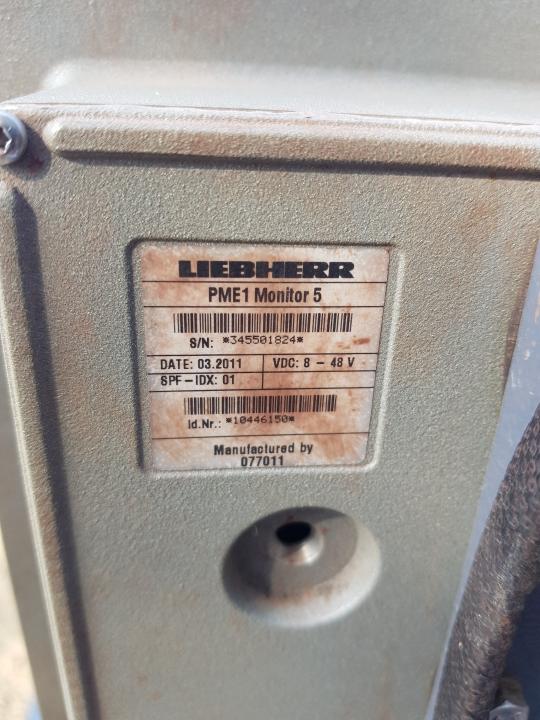 LIEBHERR
PME1 Monitor 5
S/N: *345501824*
DATE: 03.2011 VDC: 8 - 48 V
SPF-IDX: 01
Id.Nr.: *10446150*
Manufactured by
077011